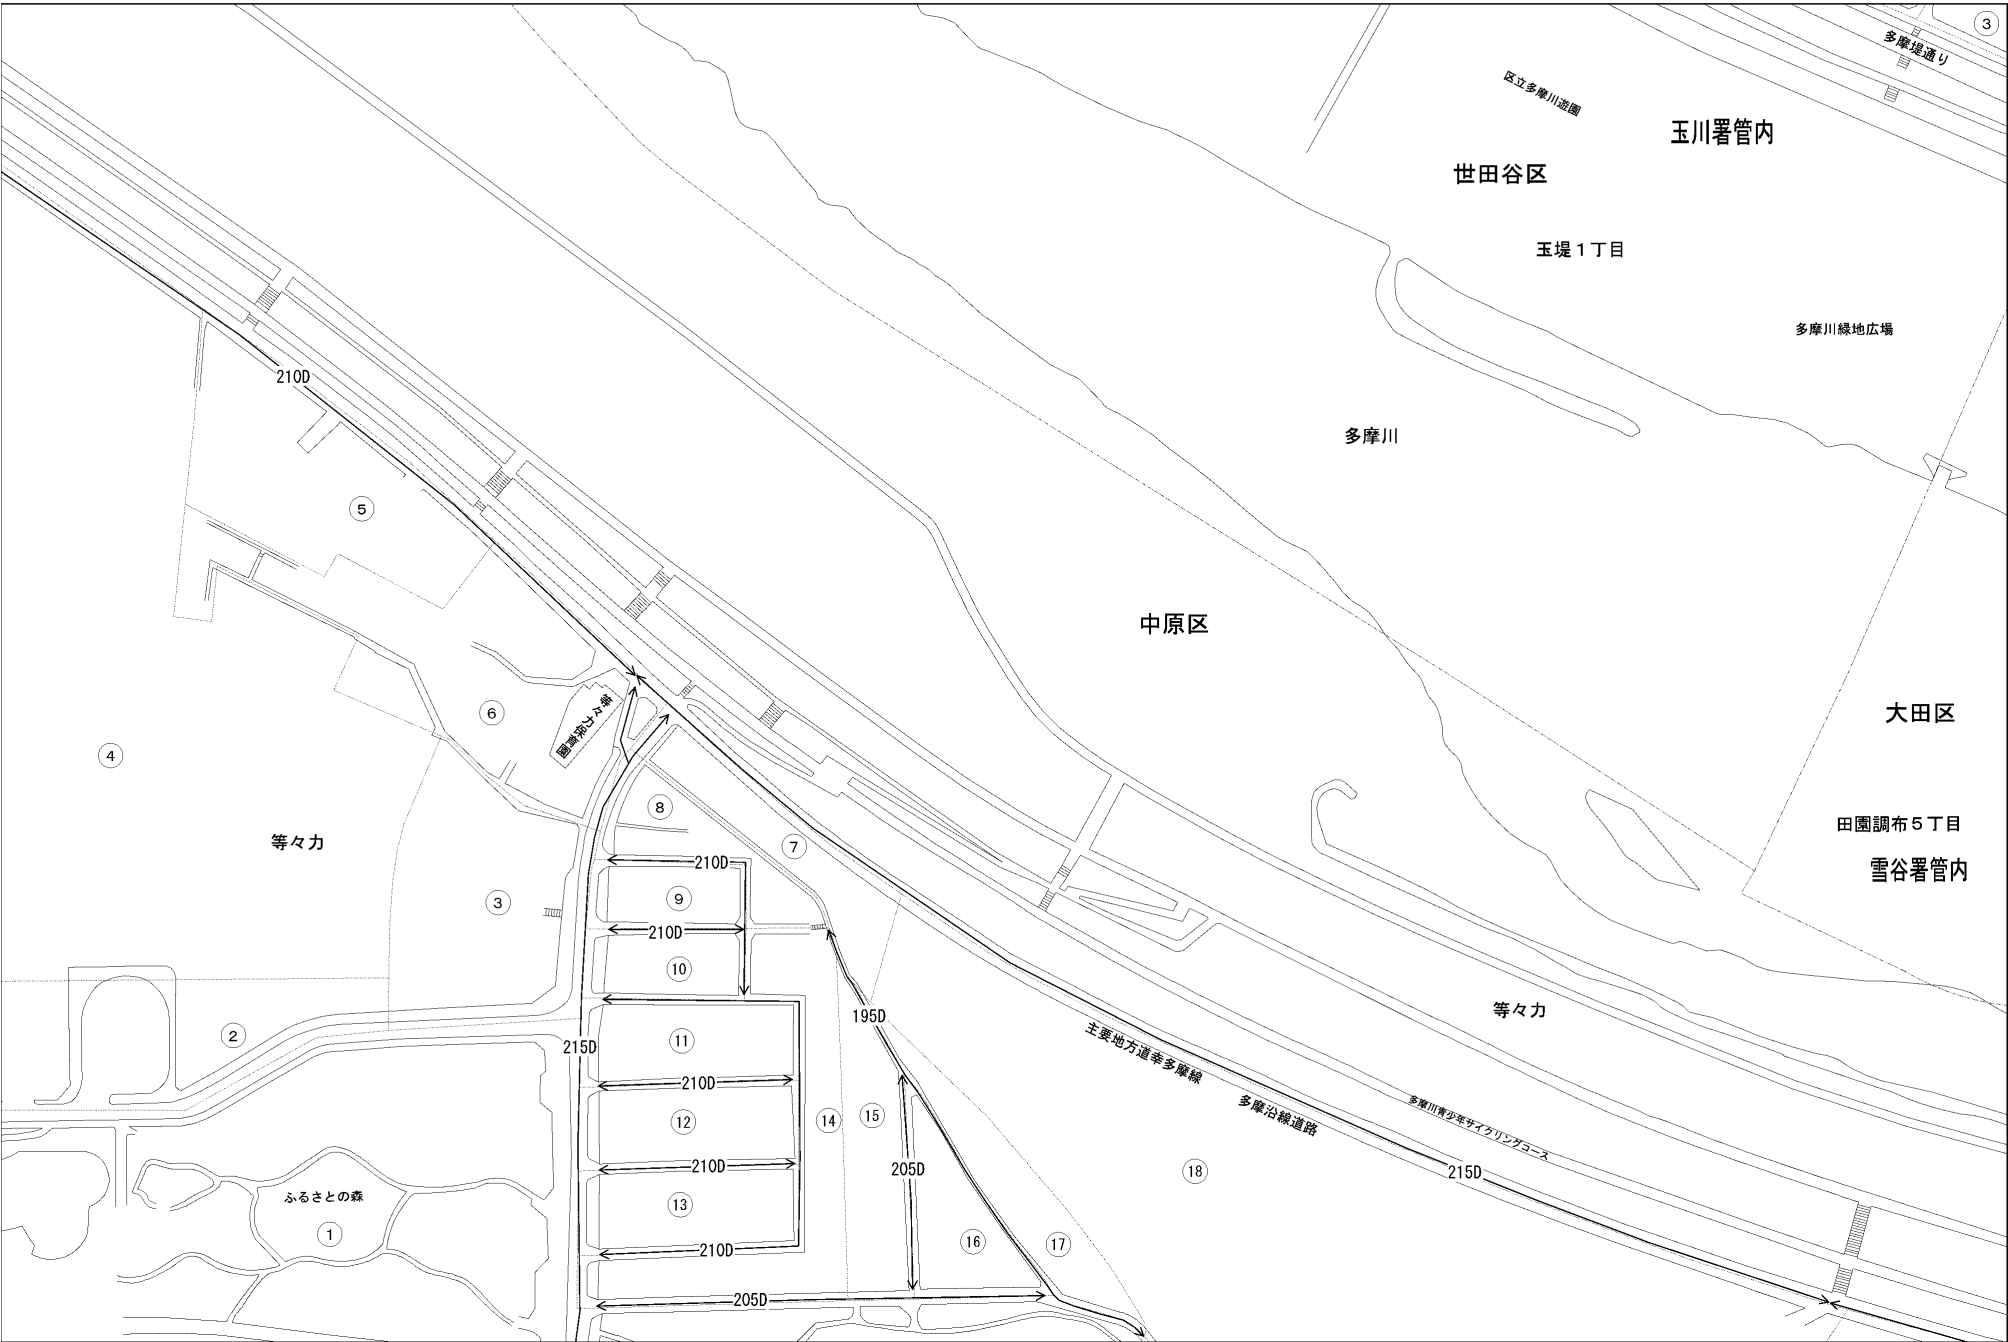 ③
多摩堤通り
区立多摩川遊園
玉川署管内
世田谷区
玉堤１丁目
多摩川緑地広場
210D
多摩川
⑤
中原区
大田区
⑥
等々力保育園
④
⑧
田園調布５丁目
等々力
⑦
雪谷署管内
210D
⑨
③
210D
⑩
等々力
195D
②
⑪
215D
主要地方道幸多摩線
210D
多摩沿線道路
多摩川青少年サイクリングコース
⑫
⑭
⑮
210D
205D
⑱
215D
ふるさとの森
①
⑬
⑯
⑰
210D
205D